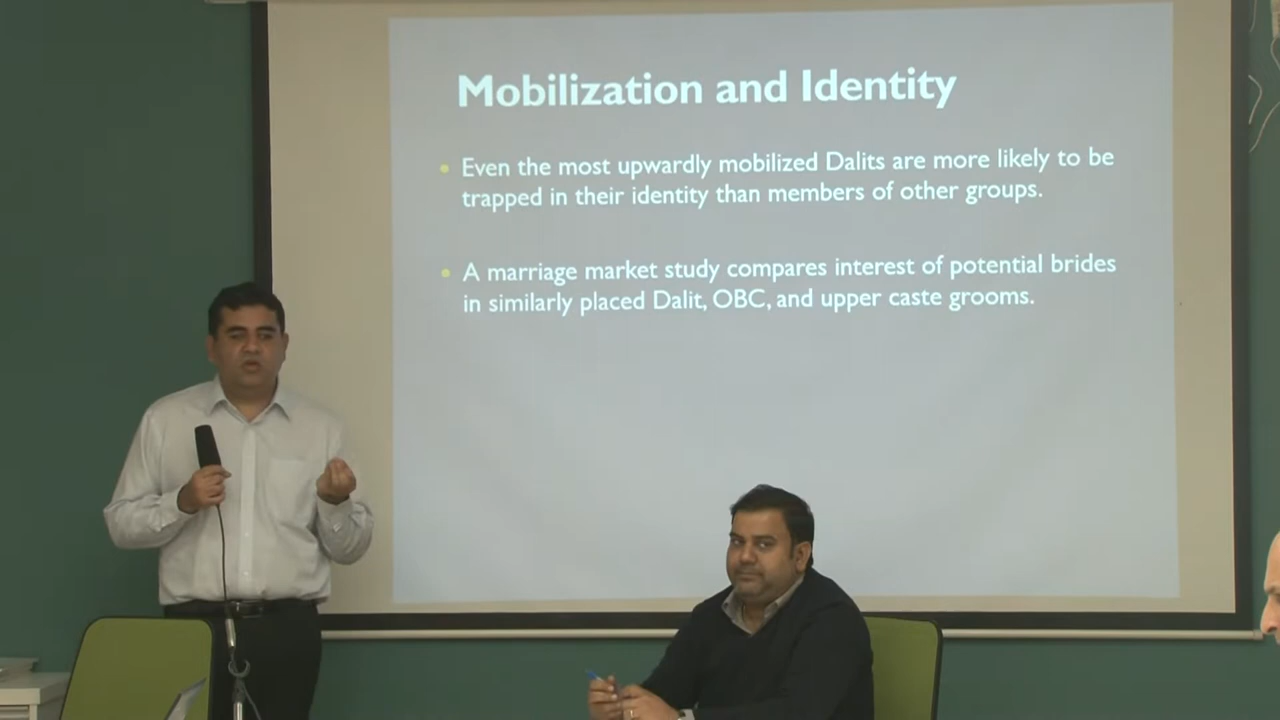 Mobilization and Identity
• Even the most upwardly mobilized Dalits are more likely to be
trapped in their identity than members of other groups.
• A marriage market study compares interest of potential brides
in similarly placed Dalit, OBC, and upper caste grooms.